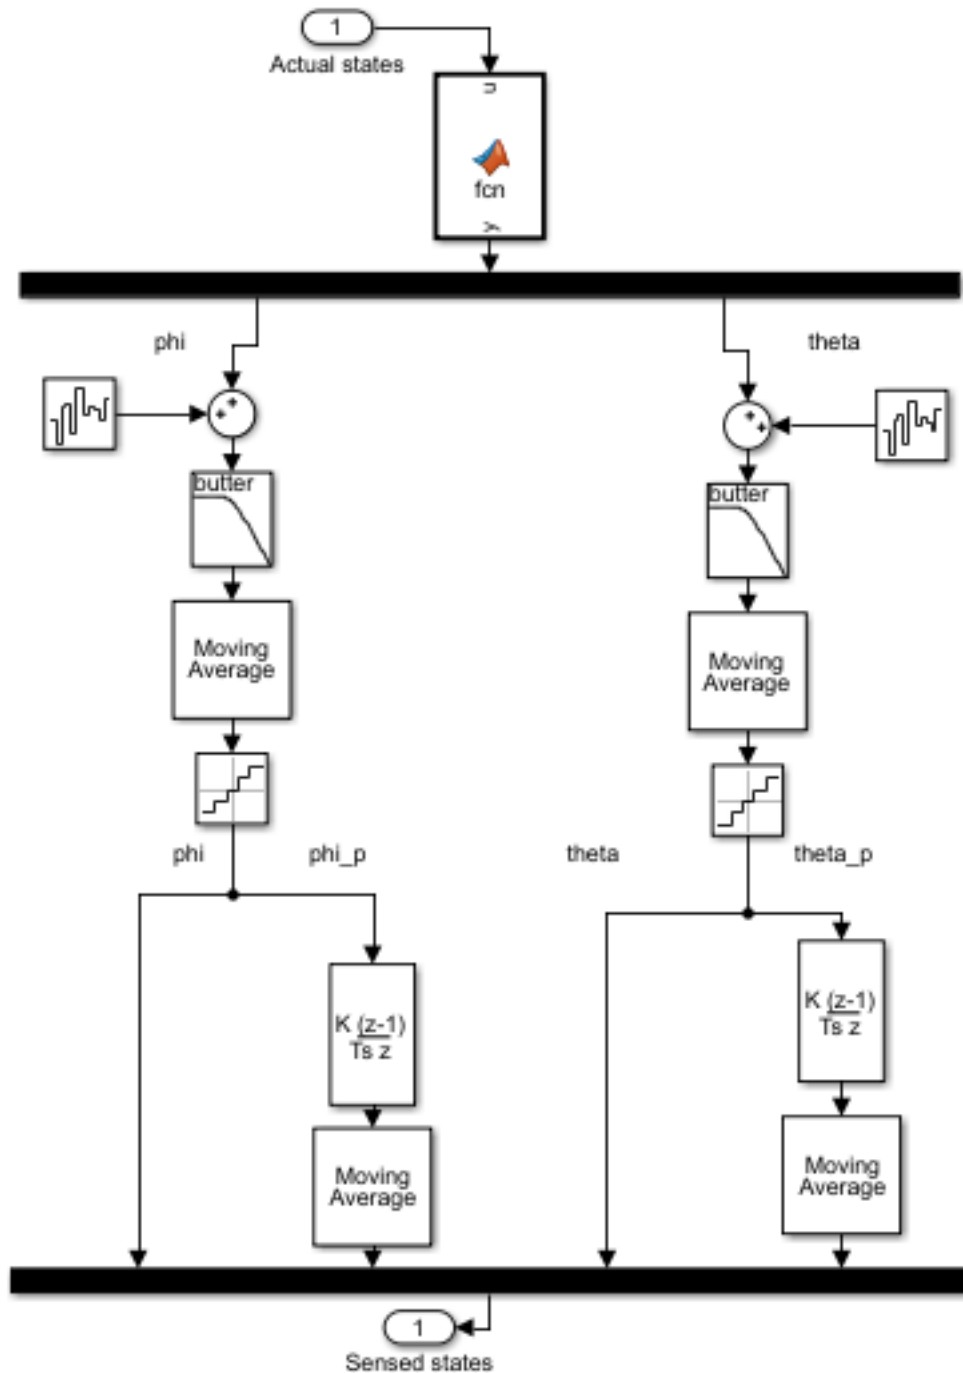 1
Actual states
u
fcn
y
phi
theta
butter
butter
Moving
Average
Moving
Average
phi
phi_p
theta
theta_p
K (z-1)
Ts z
K (z-1)
Ts z
Moving
Average
Moving
Average
1
Sensed states